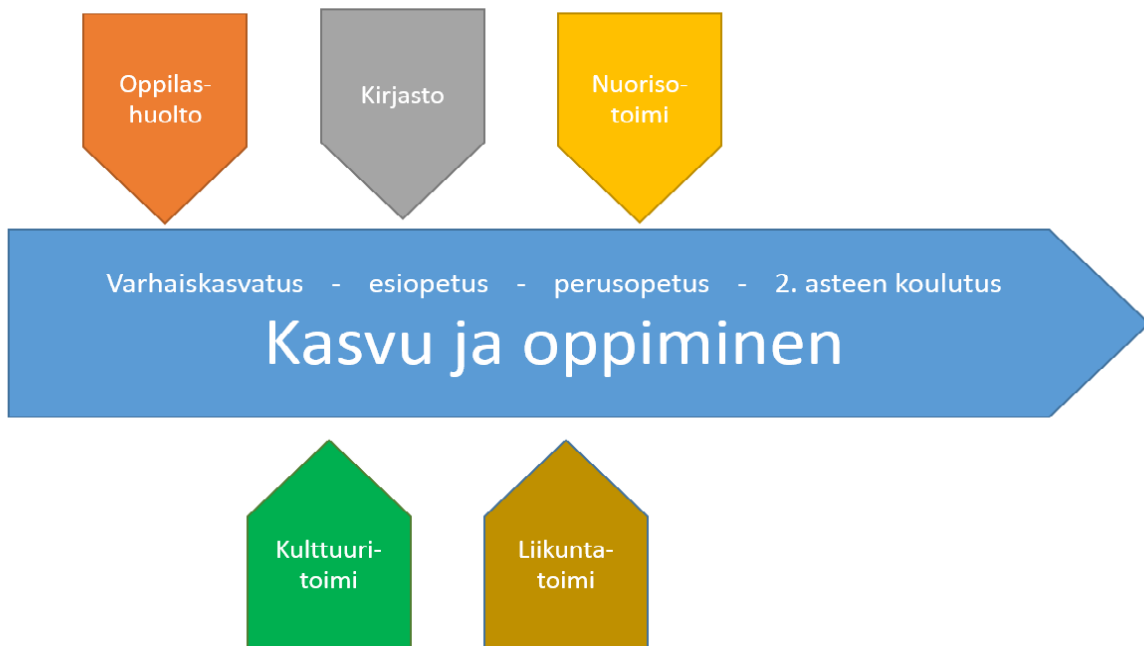 Oppilas-
huolto
Kirjasto
Nuoriso-
toimi
Varhaiskasvatus - esiopetus - perusopetus - 2. asteen koulutus
Kasvu ja oppiminen
Kulttuuri-
toimi
Liikunta-
toimi